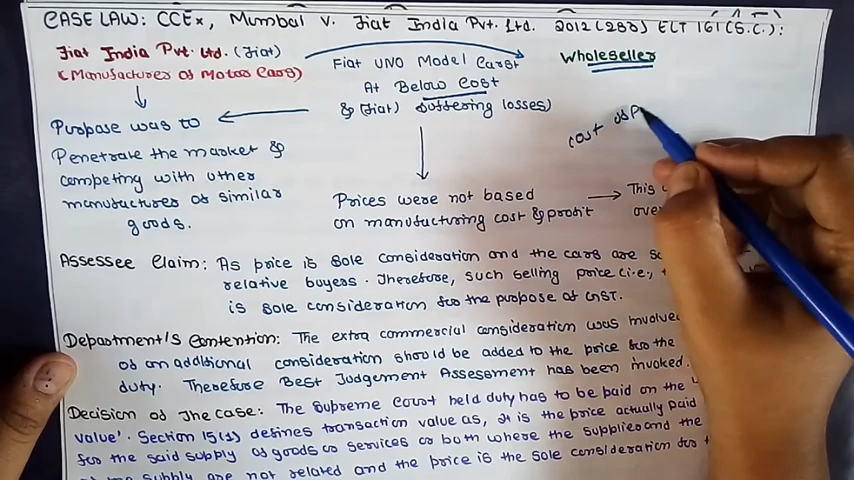 CASE LAW: CCEx, Mumbai V. Fiat India Pvt. Ltd. 2012 (283) ELT 161 (S.C.):
Fiat India Pvt. Ltd. (Fiat)
(Manufacturer of Motor Cars)
Fiat UNO Model Cars
At Below Cost
& (Fiat) suffering losses)
Wholeseller
cost of P
Purpose was to
Penetrate the market &
competing with other
manufactures of similar
goods.
Prices were not based
on manufacturing cost & profit
This
over
Assessee Claim: As price is sole consideration and the cars are
relative buyers. Therefore, such selling price (i.e.,
is sole consideration for the purpose of GST.
Department's Contention: The extra commercial consideration was involved
of an additional consideration should be added to the price for the
duty. Therefore Best Judgement Assessment has been invoked.
Decision of The Case: The Supreme Court held duty has to be paid on the
value'. Section 15(1) defines transaction value as, it is the price actually paid
for the said supply of goods or services or both where the supplier and the
supply are not related and the price is the sole consideration for